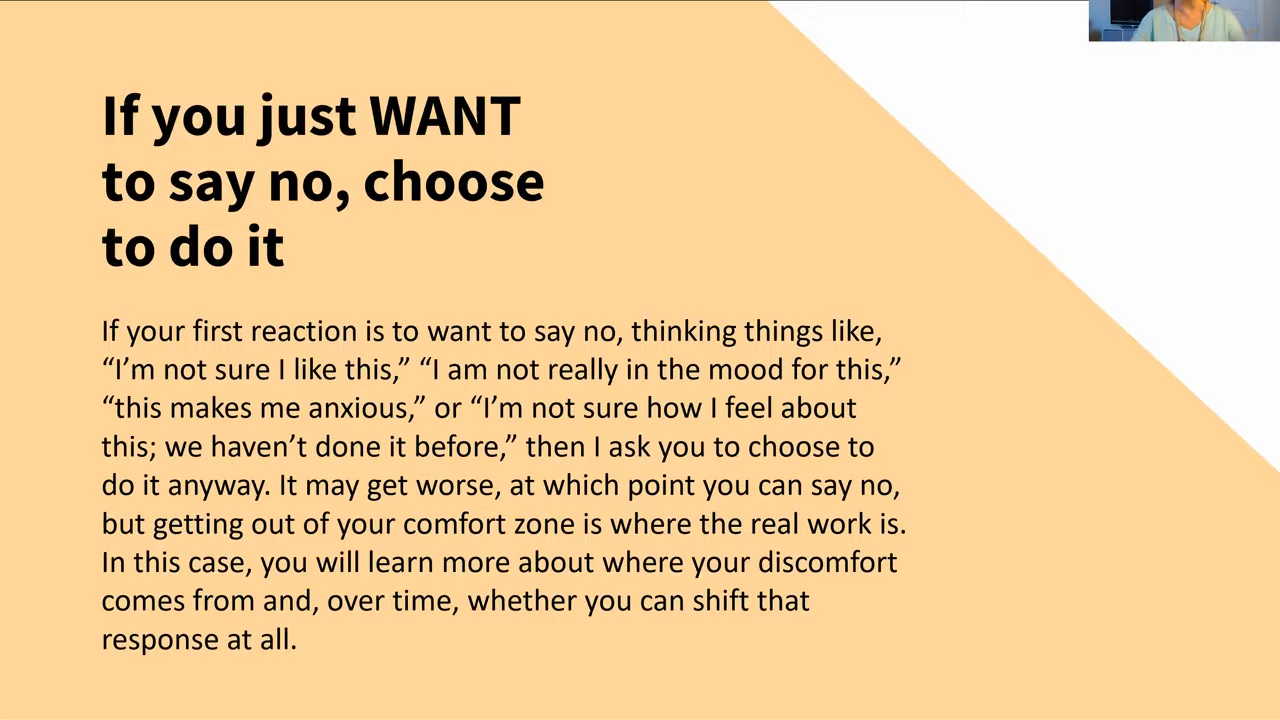 If you just WANT
to say no, choose
to do it
If your first reaction is to want to say no, thinking things like,
“I’m not sure I like this,” “I am not really in the mood for this,”
“this makes me anxious,” or “I’m not sure how I feel about
this; we haven’t done it before,” then I ask you to choose to
do it anyway. It may get worse, at which point you can say no,
but getting out of your comfort zone is where the real work is.
In this case, you will learn more about where your discomfort
comes from and, over time, whether you can shift that
response at all.